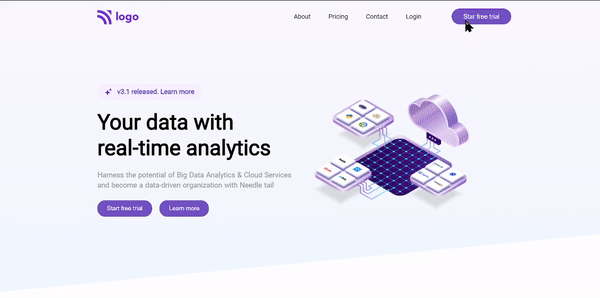 logo
About Pricing Contact Login Start free trial
v3.1 released. Learn more
Your data with
real-time analytics
Harness the potential of Big Data Analytics & Cloud Services
and become a data-driven organization with Needle tail
Start free trial Learn more